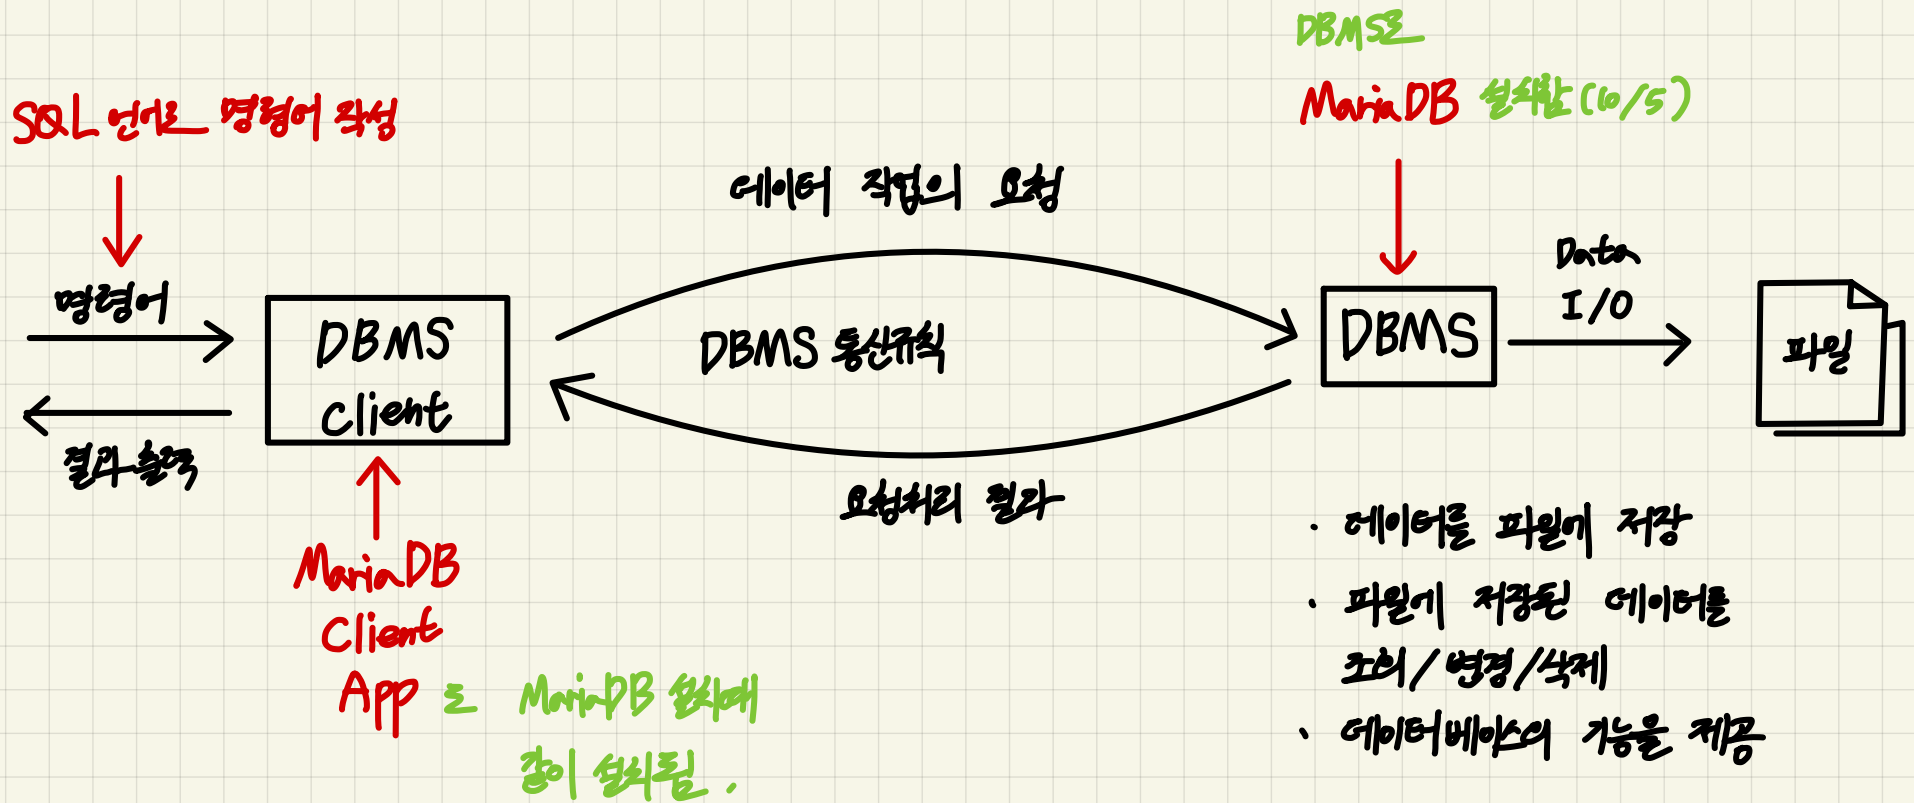 DBMS로
MariaDB 설치함 (10/5)
SQL 언어로 명령어 작성
데이터 작업의 요청
Data
I/O
명령어
DBMS
Client
DBMS 통신규칙
DBMS
파일
결과 출력
요청처리 결과
MariaDB
Client
App 도 MariaDB 설치때
같이 설치됨.
· 데이터를 파일에 저장
· 파일에 저장된 데이터를
조회/변경/삭제
· 데이터베이스의 기능을 제공